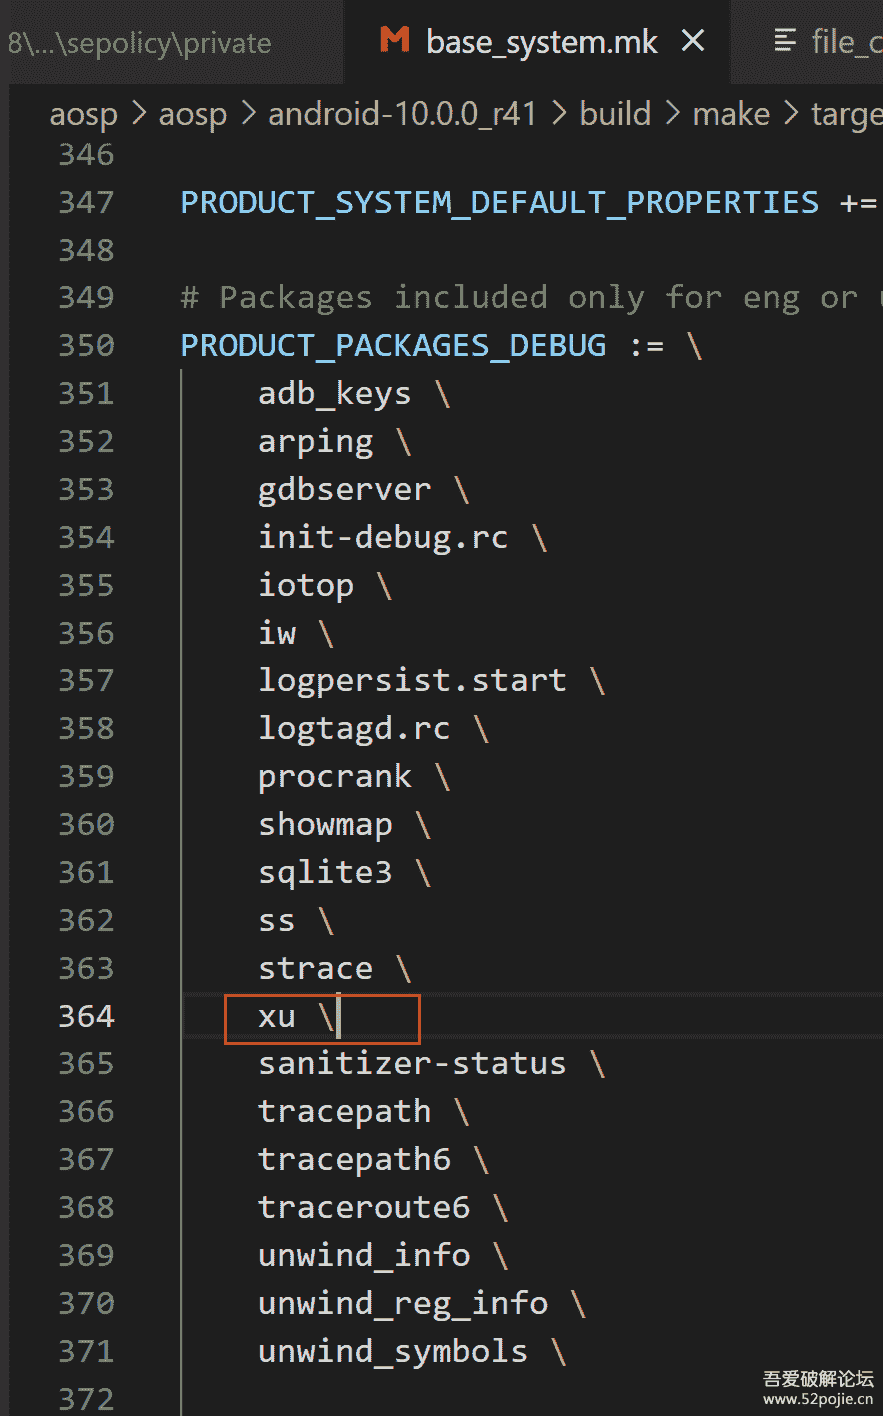 8\...\sepolicy\private
base_system.mk ×
file_c
aosp > aosp > android-10.0.0_r41 > build > make > targe
346
347 PRODUCT_SYSTEM_DEFAULT_PROPERTIES +=
348
349 # Packages included only for eng or
350 PRODUCT_PACKAGES_DEBUG := \
351 adb_keys \
352 arping \
353 gdbserver \
354 init-debug.rc \
355 iotop \
356 iw \
357 logpersist.start \
358 logtagd.rc \
359 procrank \
360 showmap \
361 sqlite3 \
362 ss \
363 strace \
364 xu \
365 sanitizer-status \
366 tracepath \
367 tracepath6 \
368 traceroute6 \
369 unwind_info \
370 unwind_reg_info \
371 unwind_symbols \
372
吾爱破解论坛
www.52pojie.cn